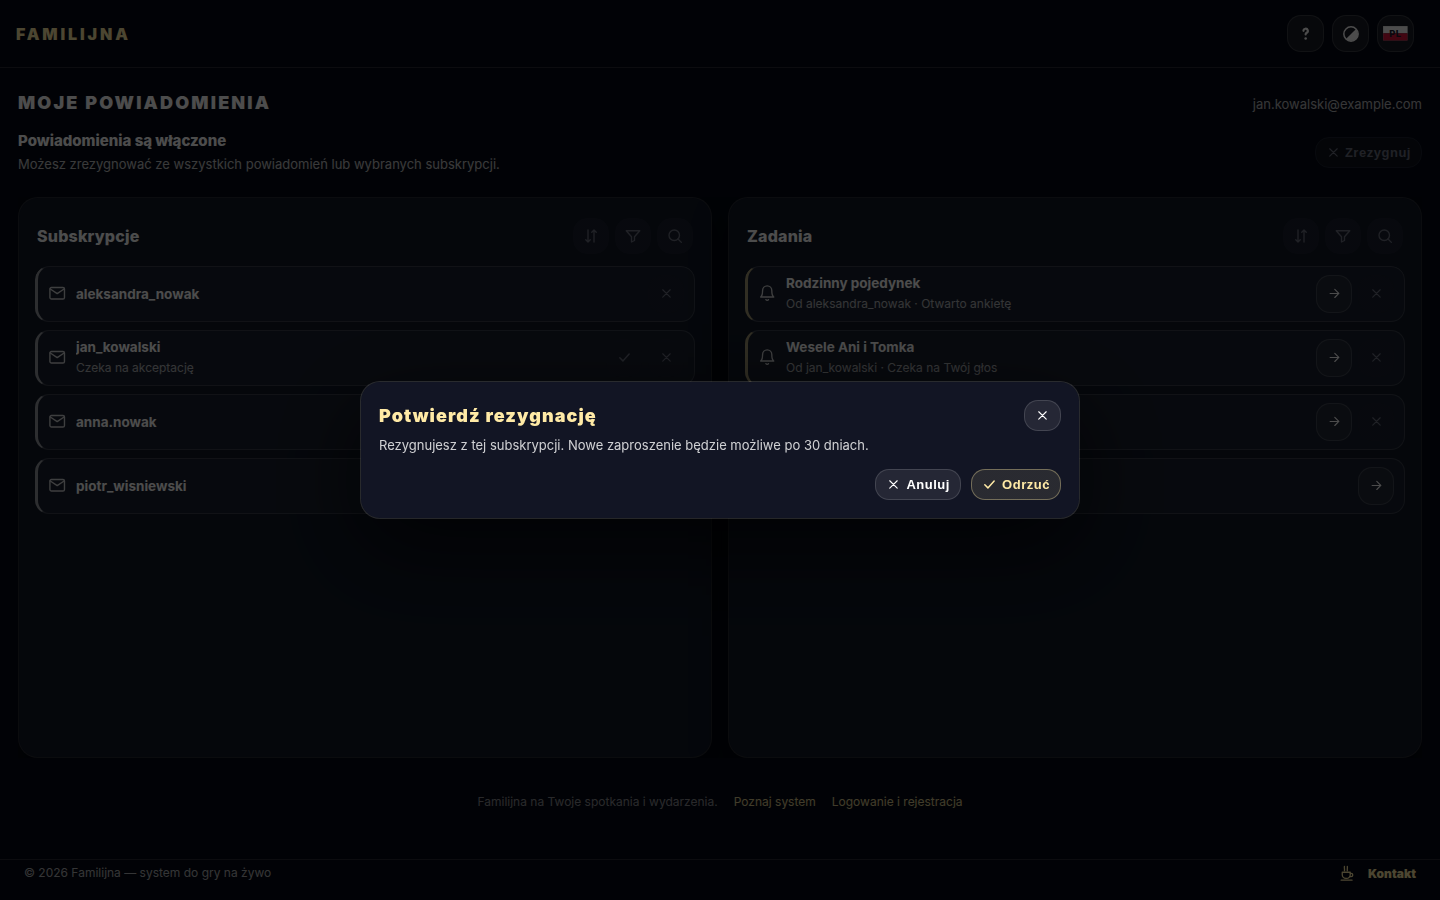 FAMILIJNA
?
PL
MOJE POWIADOMIENIA
jan.kowalski@example.com
Powiadomienia są włączone
Możesz zrezygnować ze wszystkich powiadomień lub wybranych subskrypcji.
Zrezygnuj
Subskrypcje
aleksandra_nowak
jan_kowalski
Czeka na akceptację
anna.nowak
piotr_wisniewski
Zadania
Rodzinny pojedynek
Od aleksandra_nowak · Otwarto ankietę
Wesele Ani i Tomka
Od jan_kowalski · Czeka na Twój głos
Potwierdź rezygnację
Rezygnujesz z tej subskrypcji. Nowe zaproszenie będzie możliwe po 30 dniach.
Anuluj
Odrzuć
Familijna na Twoje spotkania i wydarzenia. Poznaj system Logowanie i rejestracja
© 2026 Familijna — system do gry na żywo
Kontakt